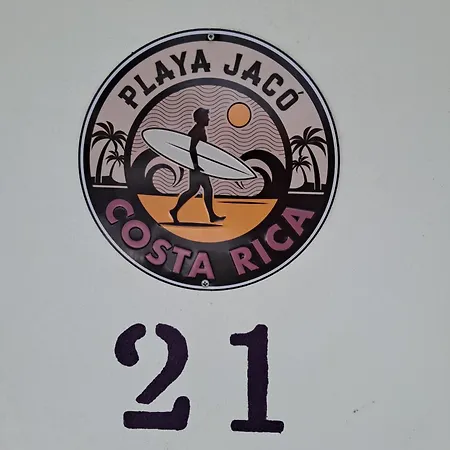 PLAYA JACÓ
COSTA RICA
21